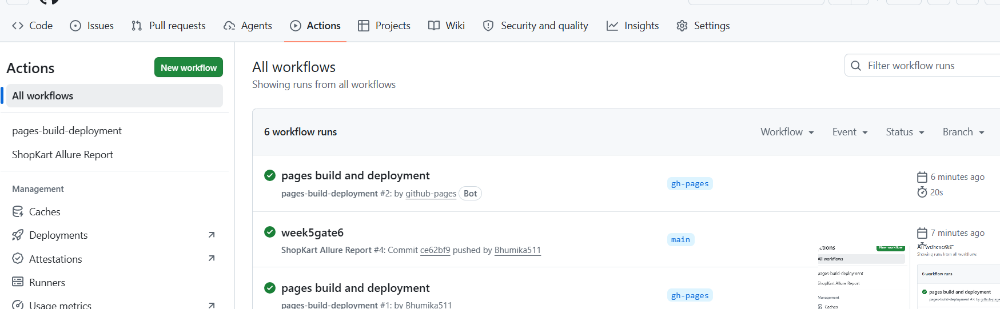 Code Issues Pull requests Agents Actions Projects Wiki Security and quality Insights Settings
Actions
New workflow
All workflows
pages-build-deployment
ShopKart Allure Report
Management
Caches
Deployments
Attestations
Runners
Usage metrics
All workflows
Showing runs from all workflows
Filter workflow runs
6 workflow runs
Workflow Event Status Branch
pages build and deployment
pages-build-deployment #2: by github-pages Bot
gh-pages
6 minutes ago
20s
week5gate6
ShopKart Allure Report #4: Commit ce62bf9 pushed by Bhumika511
main
7 minutes ago
pages build and deployment
pages-build-deployment #1: by Bhumika511
gh-pages
New workflow
All workflows
pages-build-deployment
ShopKart Allure Report
Management
Caches
All workflows
Showing runs from all workflows
6 workflow runs
pages build and deployment
pages-build-deployment #2: by